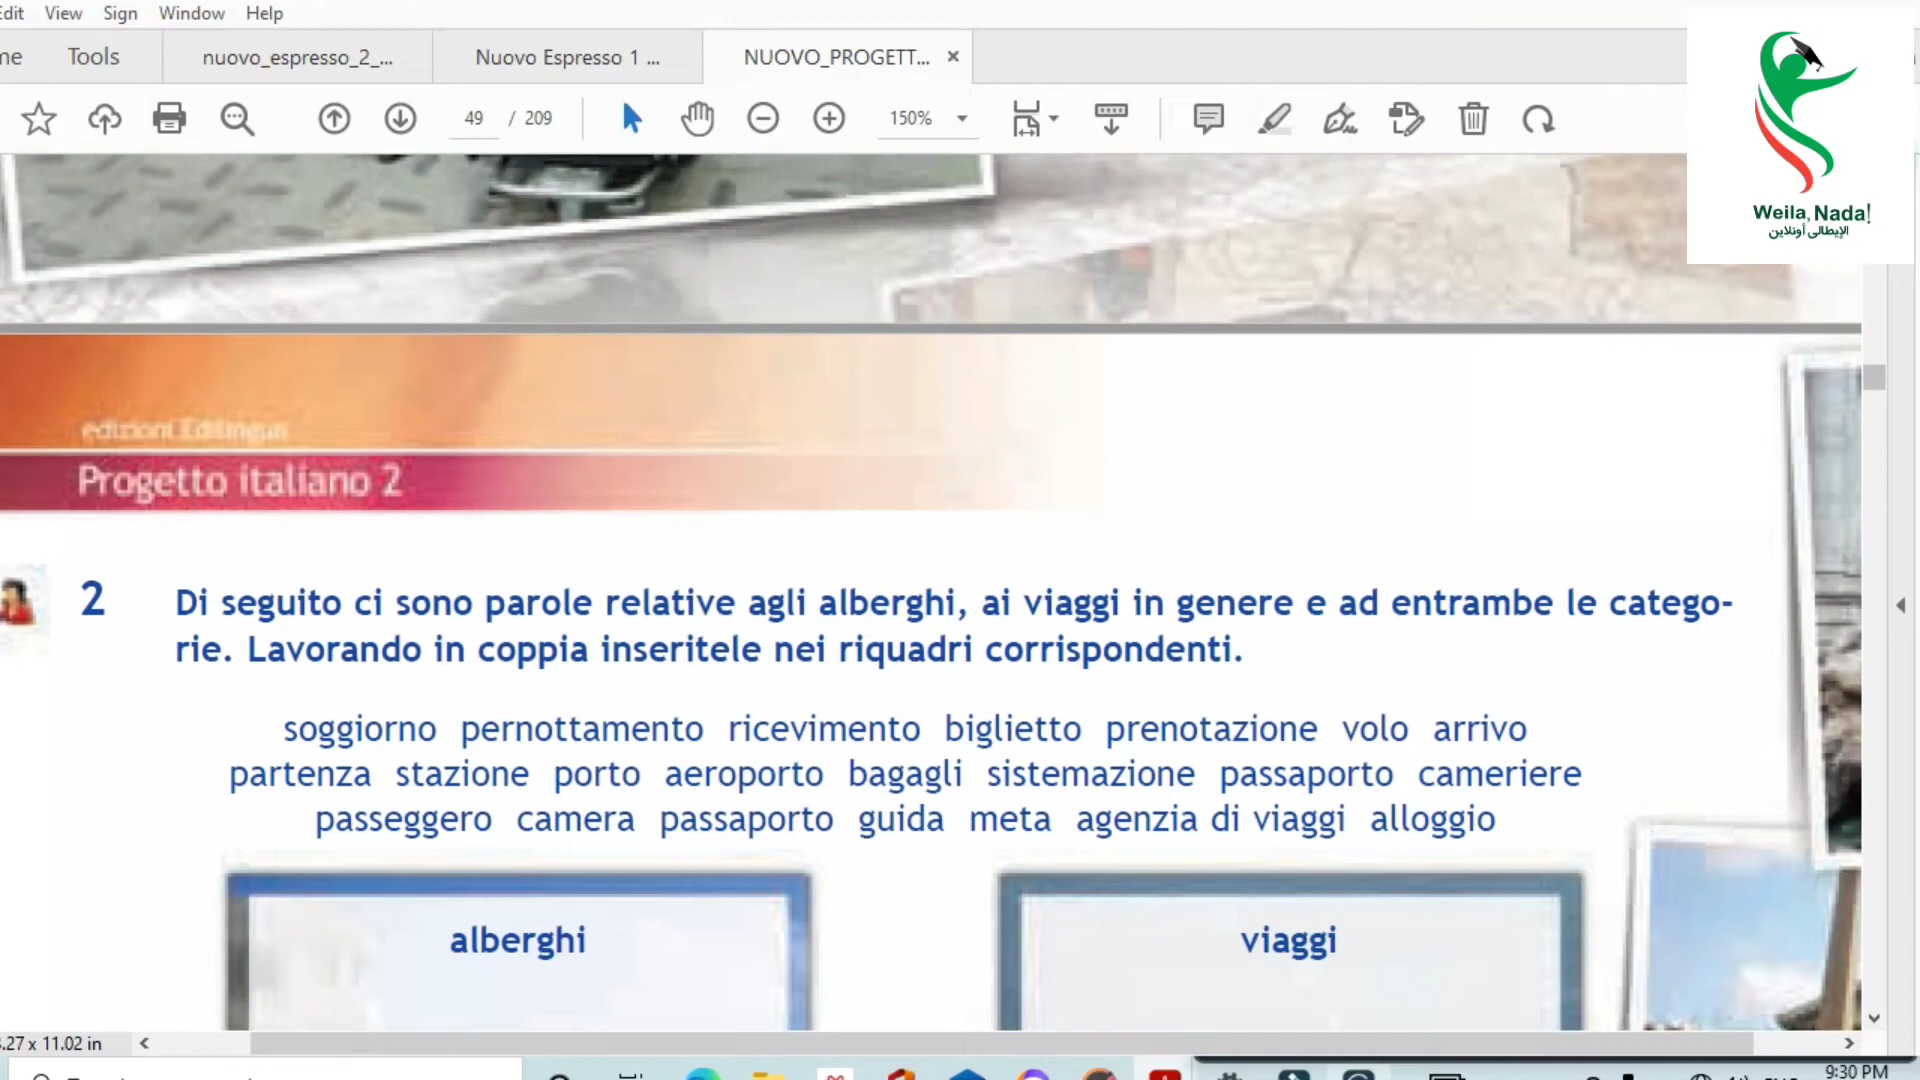 Edit View Sign Window Help
Tools nuovo_espresso_2_... Nuovo Espresso 1 ... NUOVO_PROGETT... ×
49 / 209 150%
Weila, Nada!
الإيطالى أونلاين
edizioni Edilingua
Progetto italiano 2
2 Di seguito ci sono parole relative agli alberghi, ai viaggi in genere e ad entrambe le catego-
rie. Lavorando in coppia inseritele nei riquadri corrispondenti.
soggiorno pernottamento ricevimento biglietto prenotazione volo arrivo
partenza stazione porto aeroporto bagagli sistemazione passaporto cameriere
passeggero camera passaporto guida meta agenzia di viaggi alloggio
alberghi viaggi
.27 x 11.02 in
9:30 PM